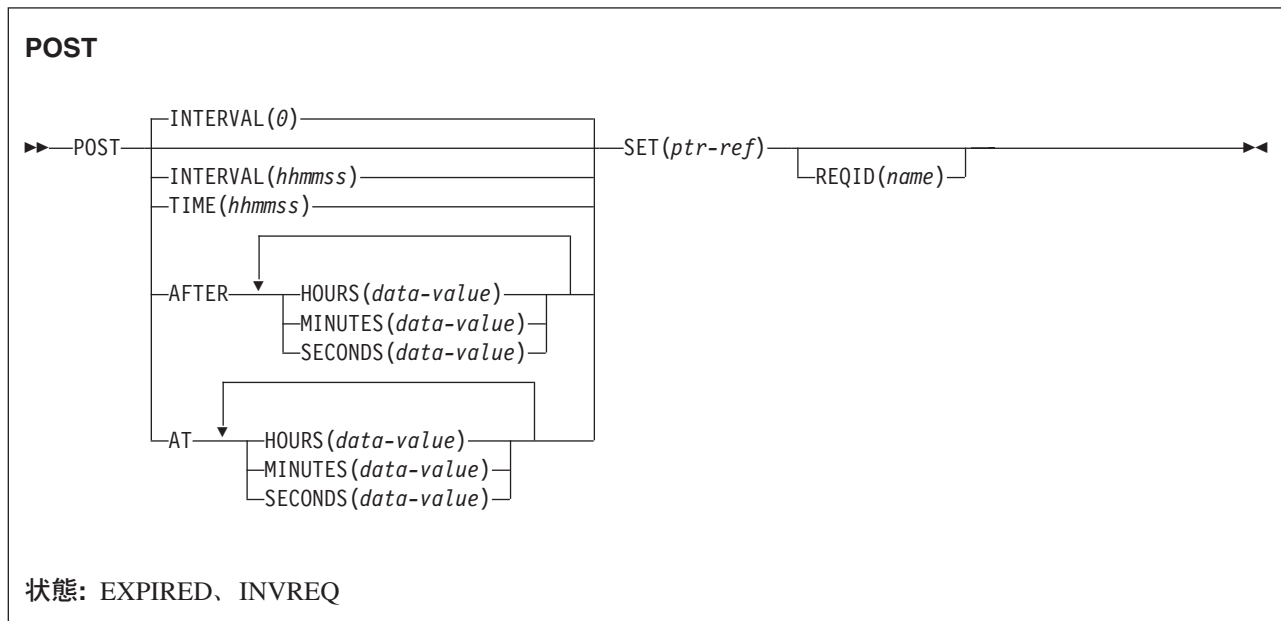 POST
INTERVAL(0)
POST SET(ptr-ref)
INTERVAL(hhmmss) REQID(name)
TIME(hhmmss)
AFTER HOURS(data-value)
MINUTES(data-value)
SECONDS(data-value)
AT HOURS(data-value)
MINUTES(data-value)
SECONDS(data-value)
状態: EXPIRED、INVREQ